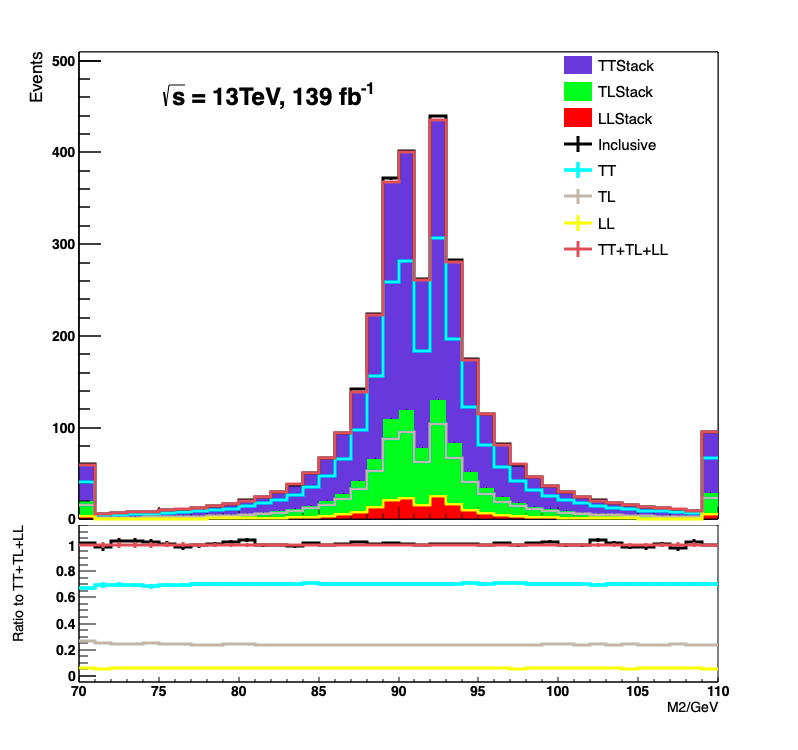 Events
500
400
300
200
100
0
√s = 13TeV, 139 fb⁻¹
TTStack
TLStack
LLStack
Inclusive
TT
TL
LL
TT+TL+LL
Ratio to TT+TL+LL
1
0.8
0.6
0.4
0.2
0
70 75 80 85 90 95 100 105 110
M2/GeV